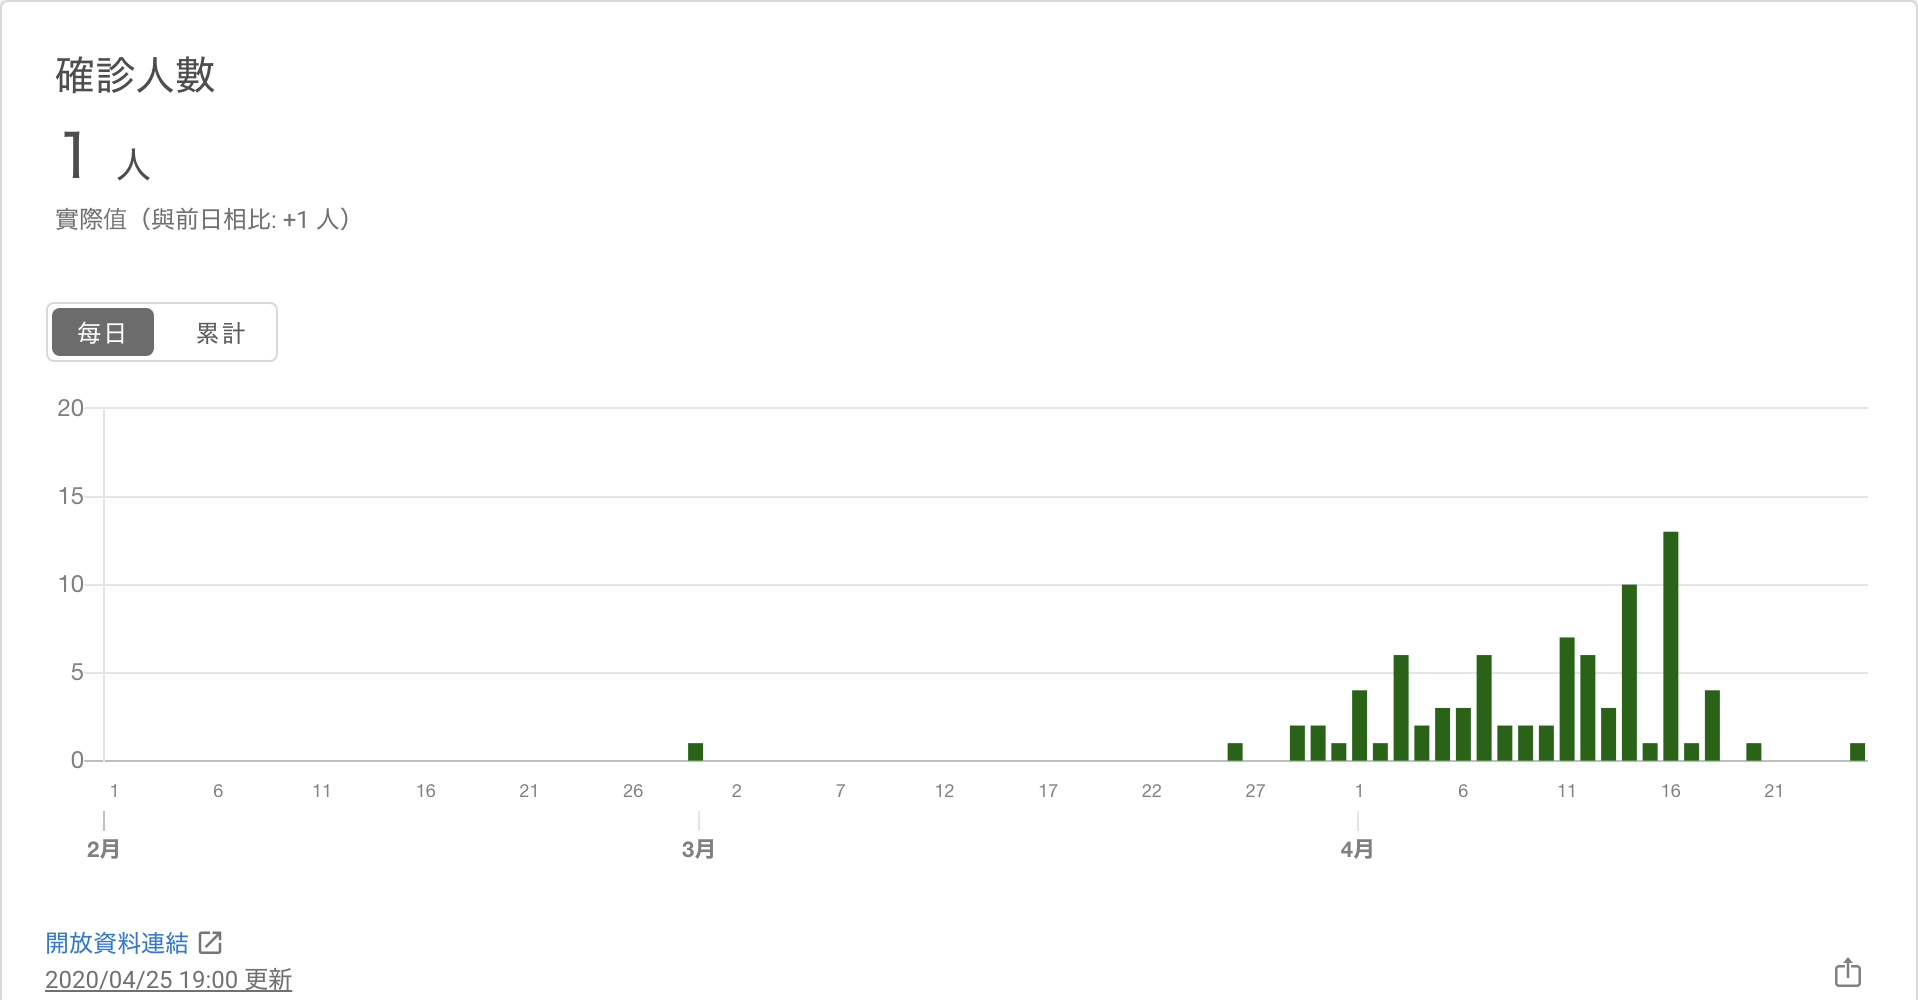 確診人數
1 人
實際值（與前日相比: +1 人）
每日 累計
20
15
10
5
0
1 6 11 16 21 26 2 7 12 17 22 27 1 6 11 16 21
2月 3月 4月
開放資料連結
2020/04/25 19:00 更新